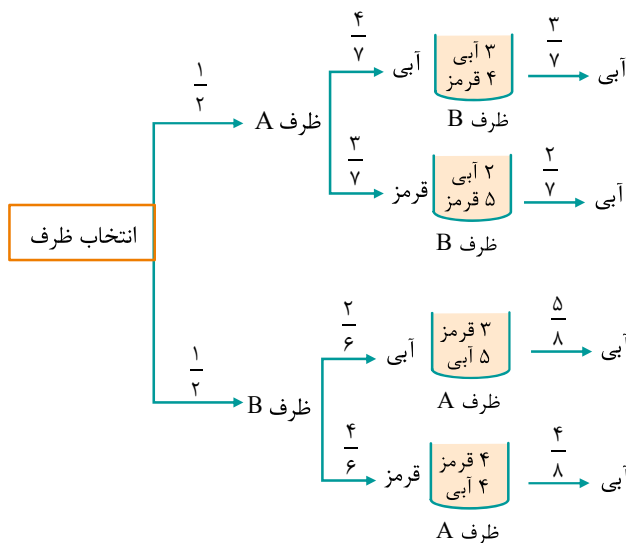 انتخاب ظرف
۱/۲
ظرف A
۴/۷
آبی
۳ آبی
۴ قرمز
ظرف B
۳/۷
آبی
۳/۷
قرمز
۲ آبی
۵ قرمز
ظرف B
۲/۷
آبی
۱/۲
ظرف B
۲/۶
آبی
۳ قرمز
۵ آبی
ظرف A
۵/۸
آبی
۴/۶
قرمز
۴ قرمز
۴ آبی
ظرف A
۴/۸
آبی